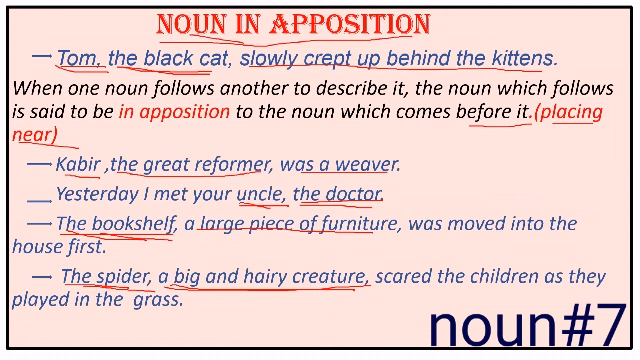 NOUN IN APPOSITION
— Tom, the black cat, slowly crept up behind the kittens.
When one noun follows another to describe it, the noun which follows
is said to be in apposition to the noun which comes before it.(placing
near)
— Kabir ,the great reformer, was a weaver.
__ Yesterday I met your uncle, the doctor.
— The bookshelf, a large piece of furniture, was moved into the
house first.
— The spider, a big and hairy creature, scared the children as they
played in the grass.
noun#7